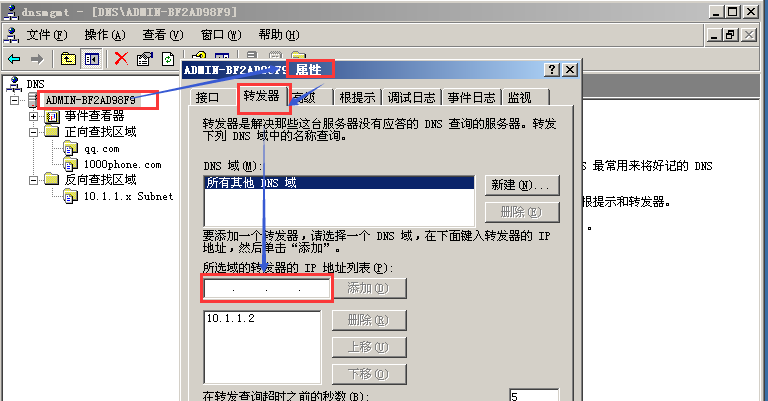 dnsmgmt - [DNS\ADMIN-BF2AD98F9]
文件(F) 操作(A) 查看(V) 窗口(W) 帮助(H)
DNS
ADMIN-BF2AD98F9
事件查看器
正向查找区域
qq.com
1000phone.com
反向查找区域
10.1.1.x Subnet
属性
接口 转发器 高级 根提示 调试日志 事件日志 监视
转发器是解决那些这台服务器没有应答的 DNS 查询的服务器。转发
下列 DNS 域中的名称查询。
DNS 域(M):
所有其他 DNS 域
新建(N)...
删除(E)
要添加一个转发器，请选择一个 DNS 域，在下面键入转发器的 IP
地址，然后单击“添加”。
所选域的转发器的 IP 地址列表(P):
. . .
添加(D)
10.1.1.2
删除(R)
上移(U)
下移(O)
在转发查询超时之前的秒数(B):
5
最常用来将好记的 DNS
根提示和转发器。
。